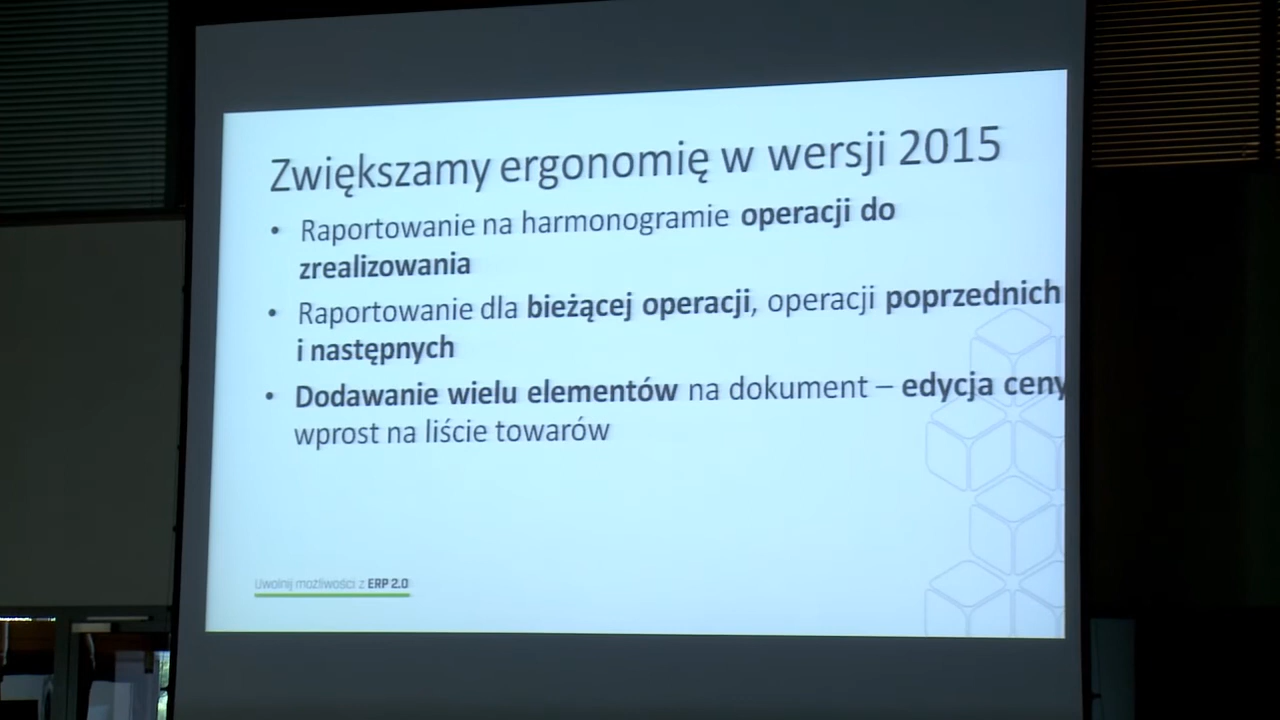 Zwiększamy ergonomię w wersji 2015
• Raportowanie na harmonogramie operacji do
zrealizowania
• Raportowanie dla bieżącej operacji, operacji poprzednich
i następnych
• Dodawanie wielu elementów na dokument – edycja ceny
wprost na liście towarów
Uwolnij możliwości z ERP 2.0